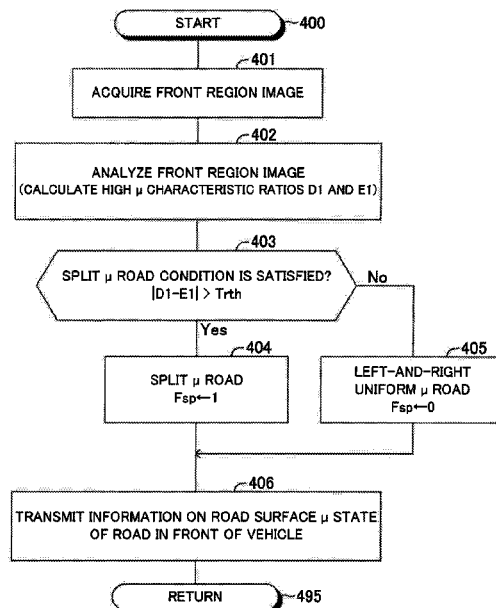 START
400
401
ACQUIRE FRONT REGION IMAGE
402
ANALYZE FRONT REGION IMAGE
(CALCULATE HIGH μ CHARACTERISTIC RATIOS D1 AND E1)
403
SPLIT μ ROAD CONDITION IS SATISFIED?
|D1-E1| > Trth
No
Yes
404
SPLIT μ ROAD
Fsp←1
405
LEFT-AND-RIGHT
UNIFORM μ ROAD
Fsp←0
406
TRANSMIT INFORMATION ON ROAD SURFACE μ STATE
OF ROAD IN FRONT OF VEHICLE
RETURN
495